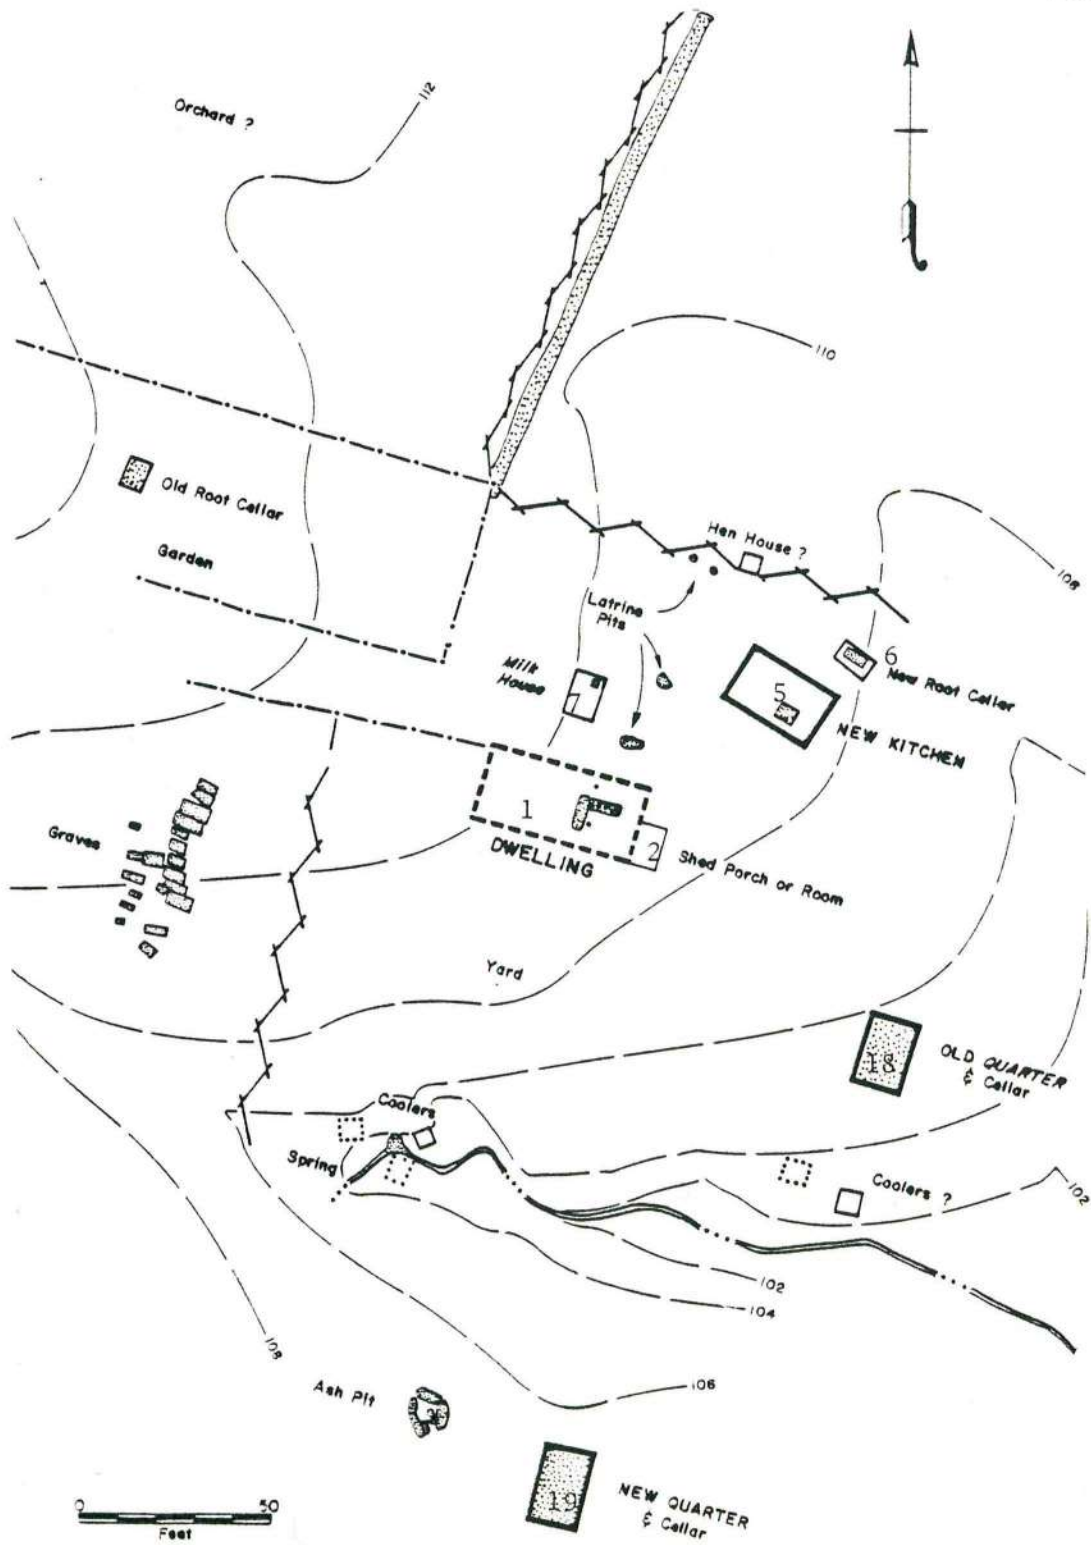 Orchard ?
112
110
Old Root Cellar
Garden
Hen House ?
108
Latrine
Pits
Milk
House
7
6
New Root Cellar
5
NEW KITCHEN
1
DWELLING
2
Shed Porch or Room
Graves
Yard
18
OLD QUARTER
& Cellar
Coolers
Spring
Coolers ?
102
102
104
108
106
Ash Pit
19
NEW QUARTER
& Cellar
0 50
Feet